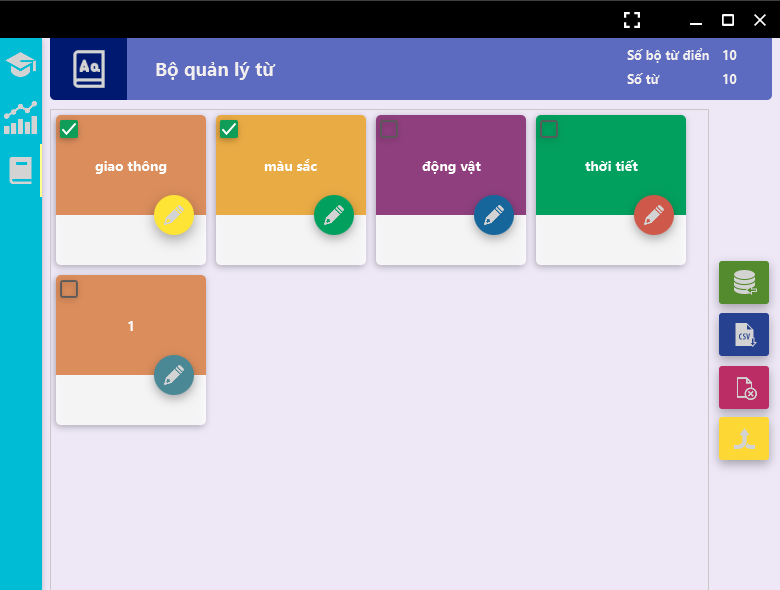 Aa
Bộ quản lý từ
Số bộ từ điển 10
Số từ 10
giao thông
màu sắc
động vật
thời tiết
1
CSV